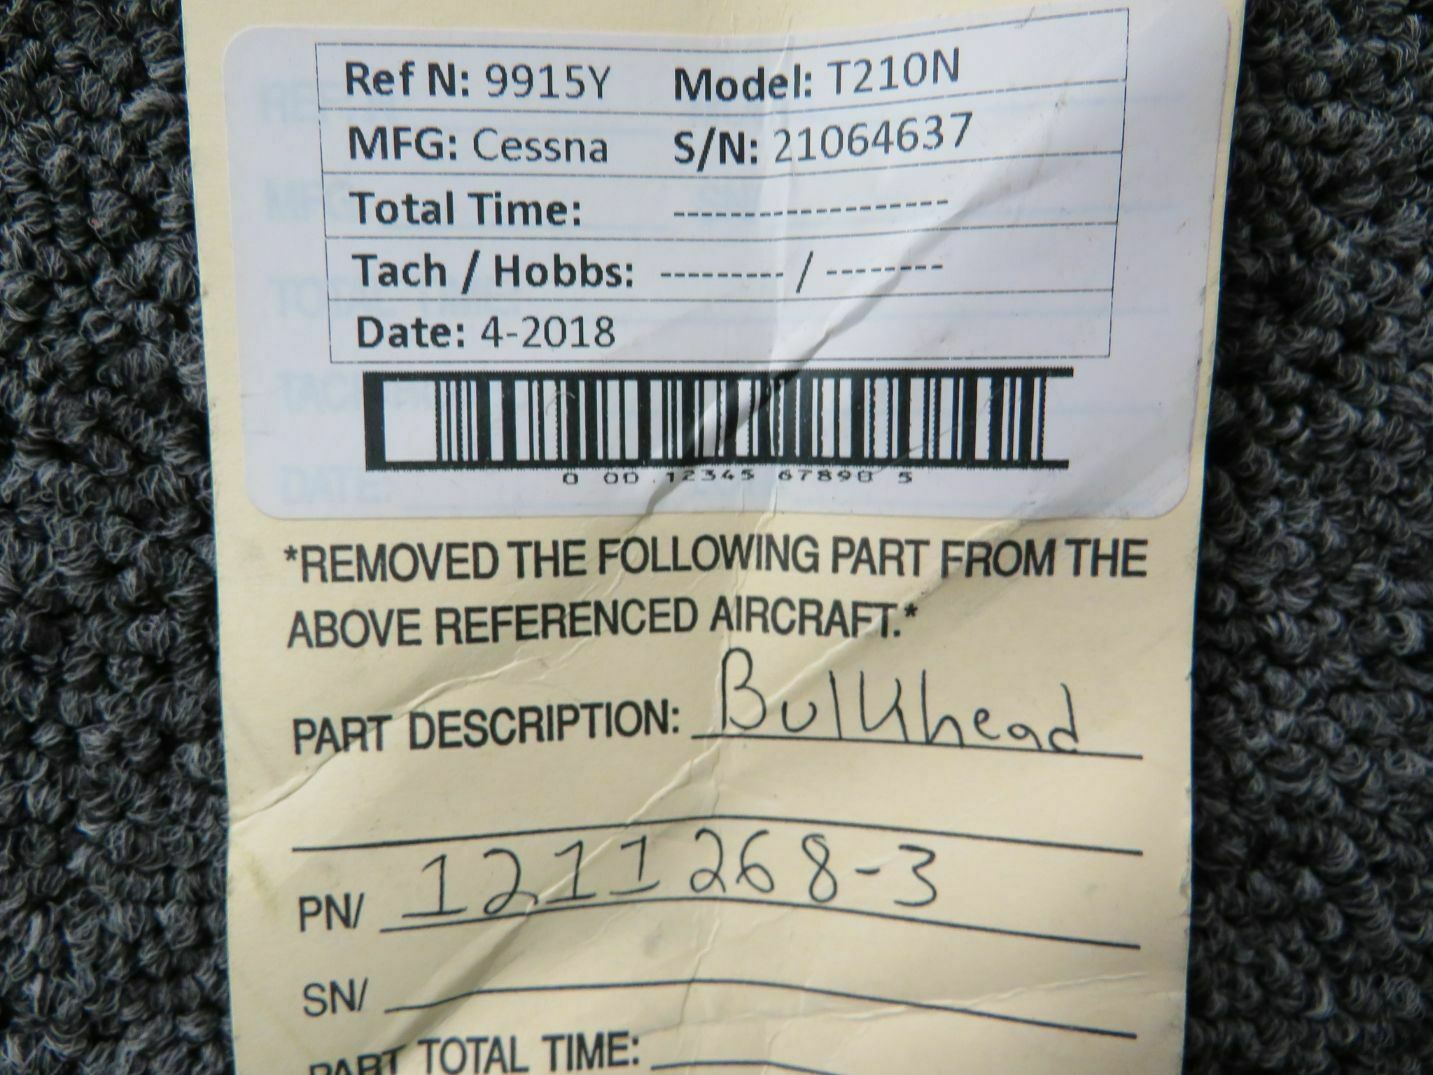 Ref N: 9915Y Model: T210N
MFG: Cessna S/N: 21064637
Total Time: ------------------
Tach / Hobbs: --------- / --------
Date: 4-2018
0 00 12345 67890 5
*REMOVED THE FOLLOWING PART FROM THE
ABOVE REFERENCED AIRCRAFT.*
PART DESCRIPTION: Bulkhead
PN/ 1211268-3
SN/
PART TOTAL TIME: